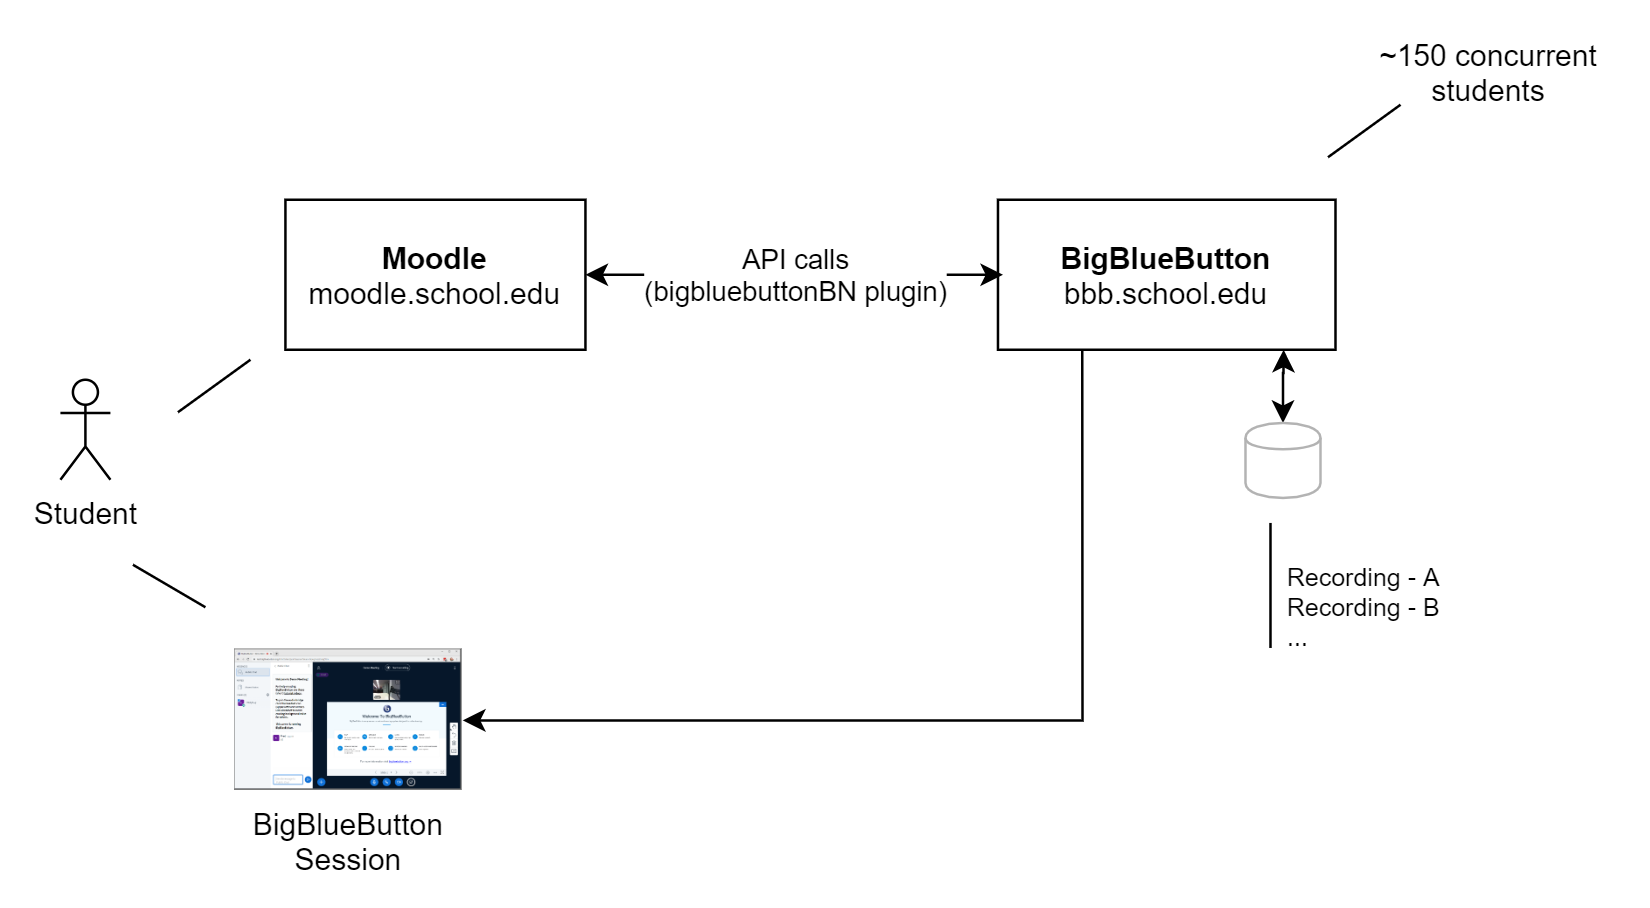 ~150 concurrent
students
Moodle
moodle.school.edu
API calls
(bigbluebuttonBN plugin)
BigBlueButton
bbb.school.edu
Student
Recording - A
Recording - B
...
Welcome To BigBlueButton
BigBlueButton
Session